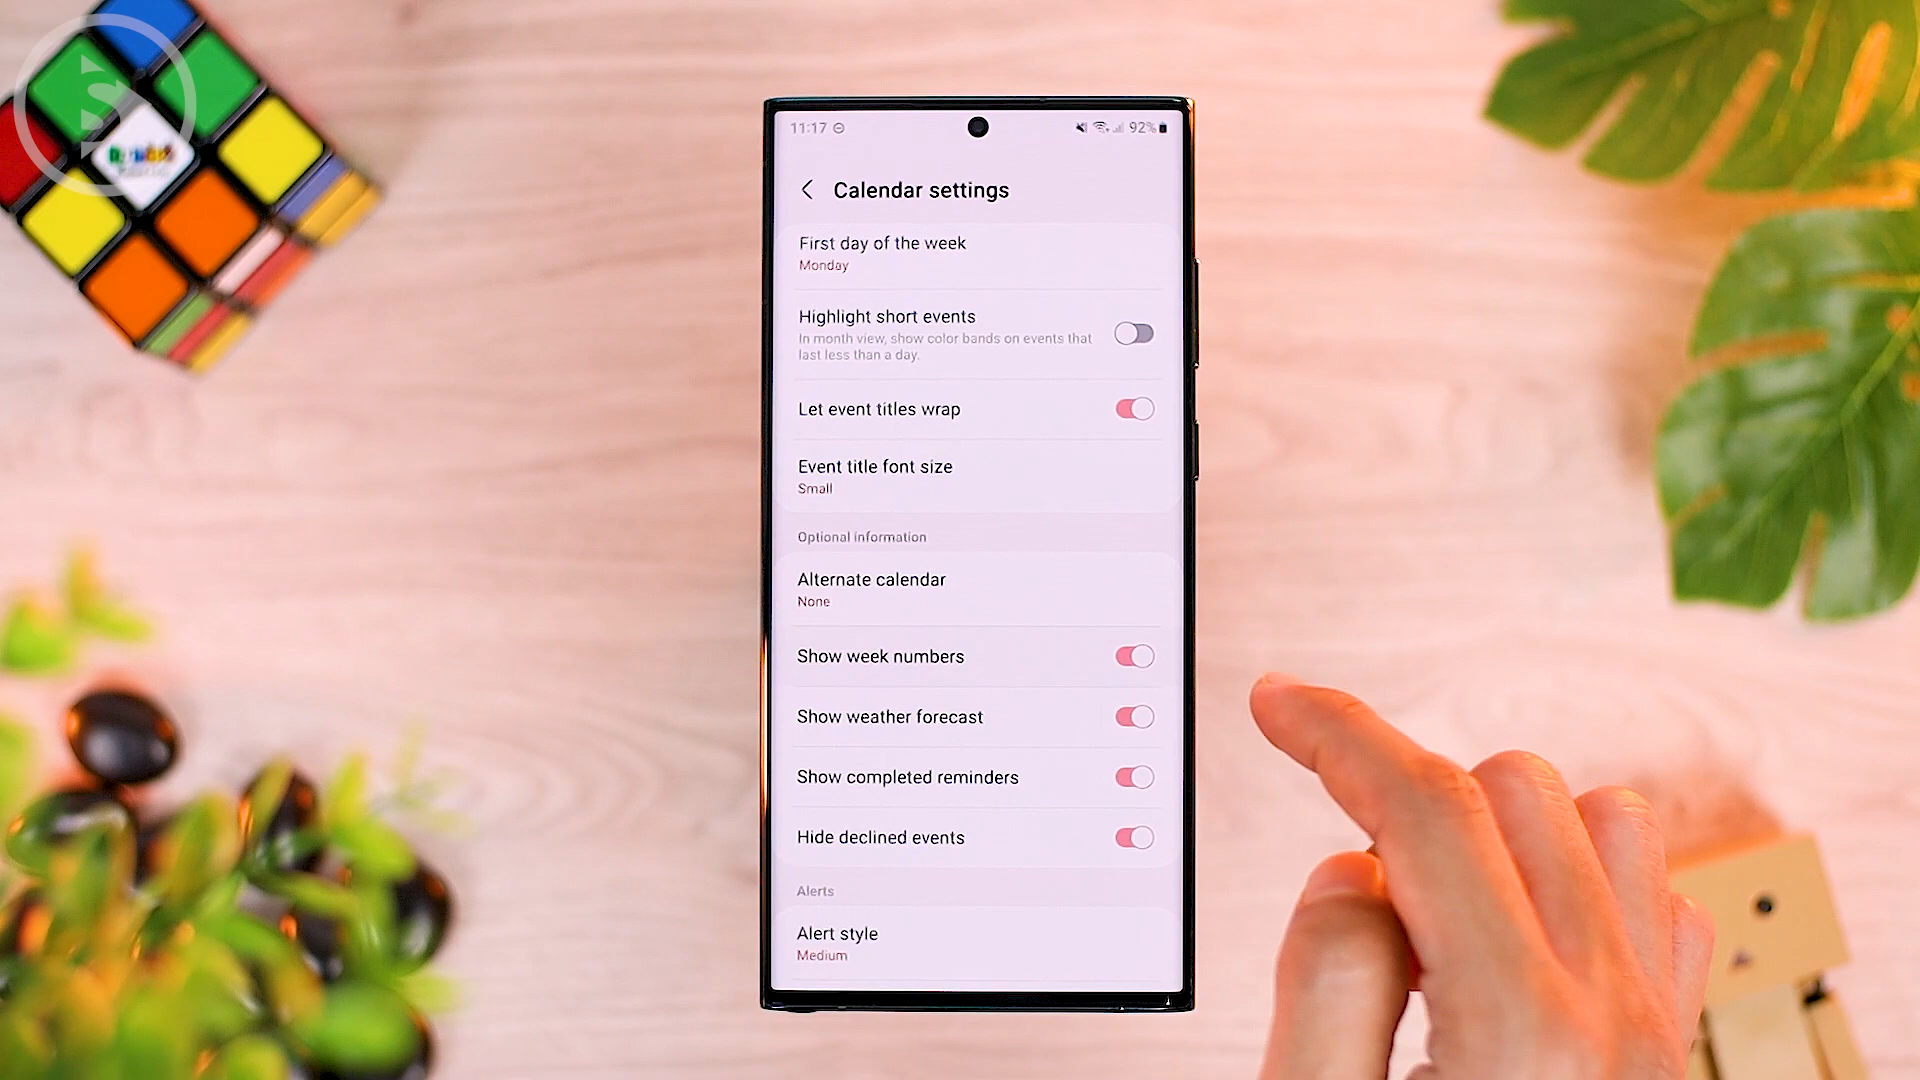 S
11:17
92%
Calendar settings
First day of the week
Monday
Highlight short events
In month view, show color bands on events that
last less than a day.
Let event titles wrap
Event title font size
Small
Optional information
Alternate calendar
None
Show week numbers
Show weather forecast
Show completed reminders
Hide declined events
Alerts
Alert style
Medium